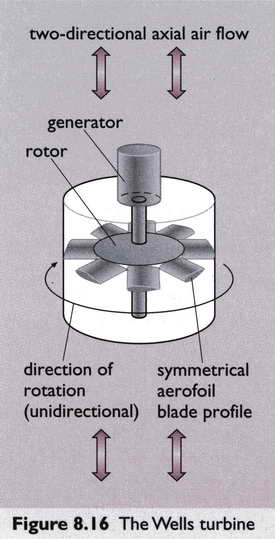 two-directional axial air flow
generator
rotor
direction of
rotation
(unidirectional)
symmetrical
aerofoil
blade profile
Figure 8.16 The Wells turbine